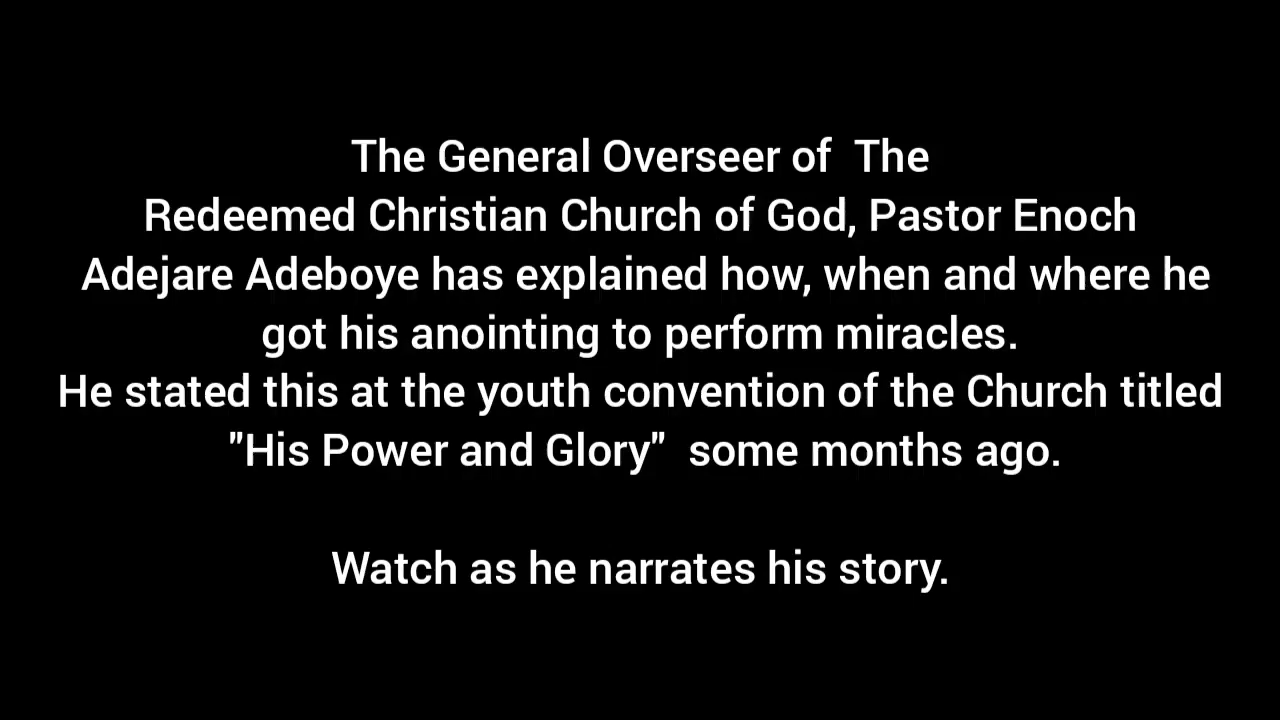 The General Overseer of  The
Redeemed Christian Church of God, Pastor Enoch
Adejare Adeboye has explained how, when and where he
got his anointing to perform miracles.
He stated this at the youth convention of the Church titled
"His Power and Glory"  some months ago.
Watch as he narrates his story.